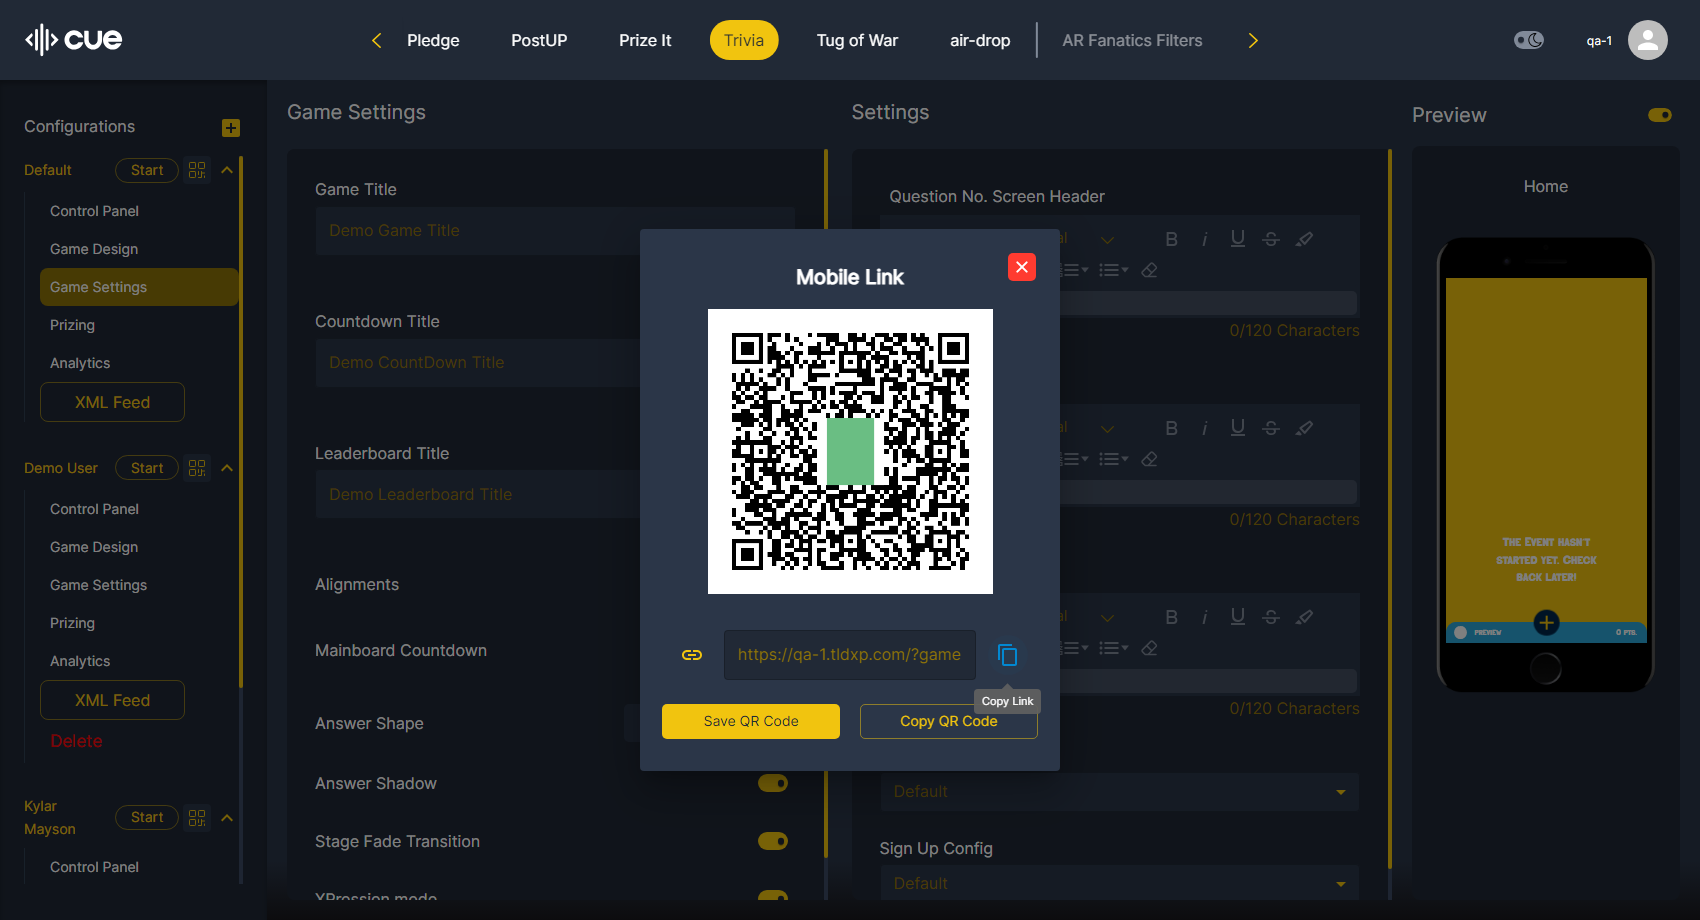 cue
Pledge
PostUP
Prize It
Trivia
Tug of War
air-drop
AR Fanatics Filters
qa-1
Configurations
Default
Start
Control Panel
Game Design
Game Settings
Prizing
Analytics
XML Feed
Demo User
Start
Control Panel
Game Design
Game Settings
Prizing
Analytics
XML Feed
Delete
Kylar
Mayson
Start
Control Panel
Game Settings
Game Title
Demo Game Title
Countdown Title
Demo CountDown Title
Leaderboard Title
Demo Leaderboard Title
Alignments
Mainboard Countdown
Answer Shape
Answer Shadow
Stage Fade Transition
XPression mode
Mobile Link
https://qa-1.tldxp.com/?game
Copy Link
Save QR Code
Copy QR Code
Settings
Question No. Screen Header
B i U S
0/120 Characters
B i U S
0/120 Characters
B i U S
0/120 Characters
Default
Sign Up Config
Default
Preview
Home
The Event hasn't
started yet. Check
back later!
PREVIEW
0 PTS.